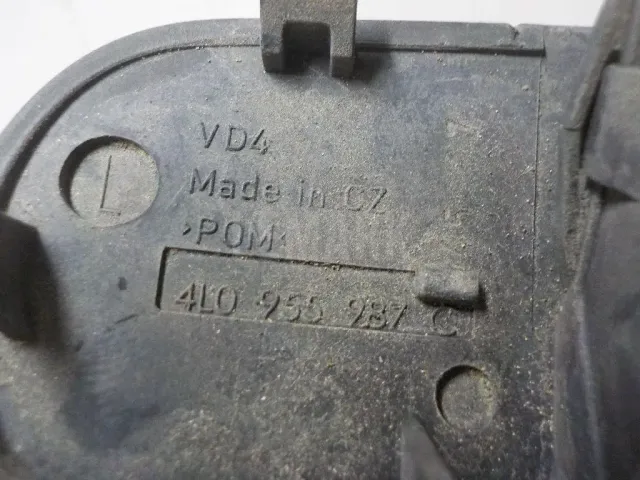 VD4
L
Made in CZ
>POM<
4L0 955 987 C